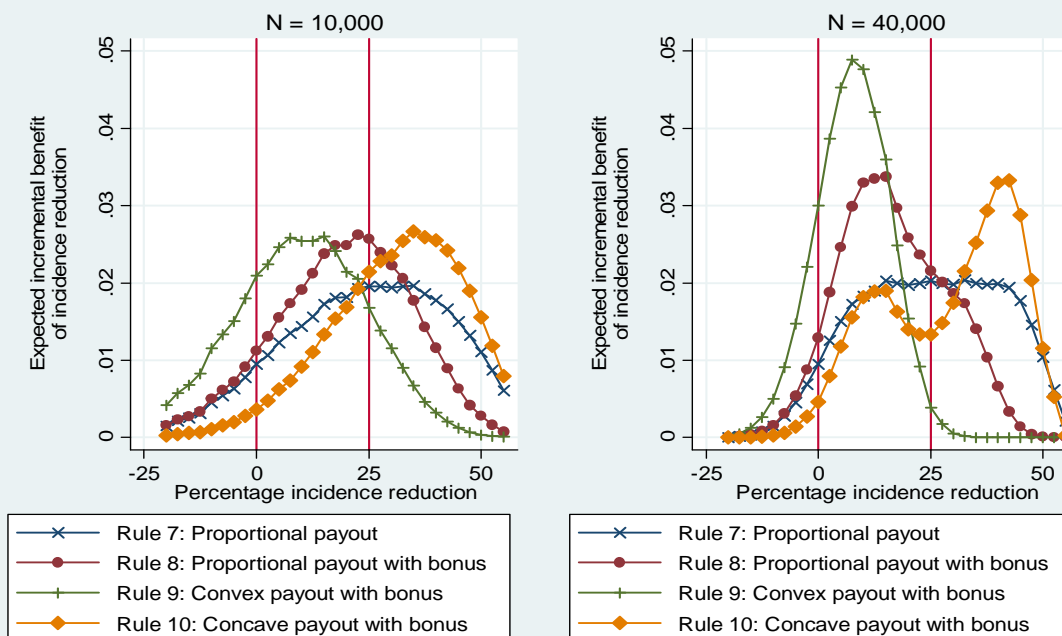 N = 10,000
Expected incremental benefit
of incidence reduction
.05
.04
.03
.02
.01
0
-25
0
25
50
Percentage incidence reduction
Rule 7: Proportional payout
Rule 8: Proportional payout with bonus
Rule 9: Convex payout with bonus
Rule 10: Concave payout with bonus
N = 40,000
Expected incremental benefit
of incidence reduction
.05
.04
.03
.02
.01
0
-25
0
25
50
Percentage incidence reduction
Rule 7: Proportional payout
Rule 8: Proportional payout with bonus
Rule 9: Convex payout with bonus
Rule 10: Concave payout with bonus